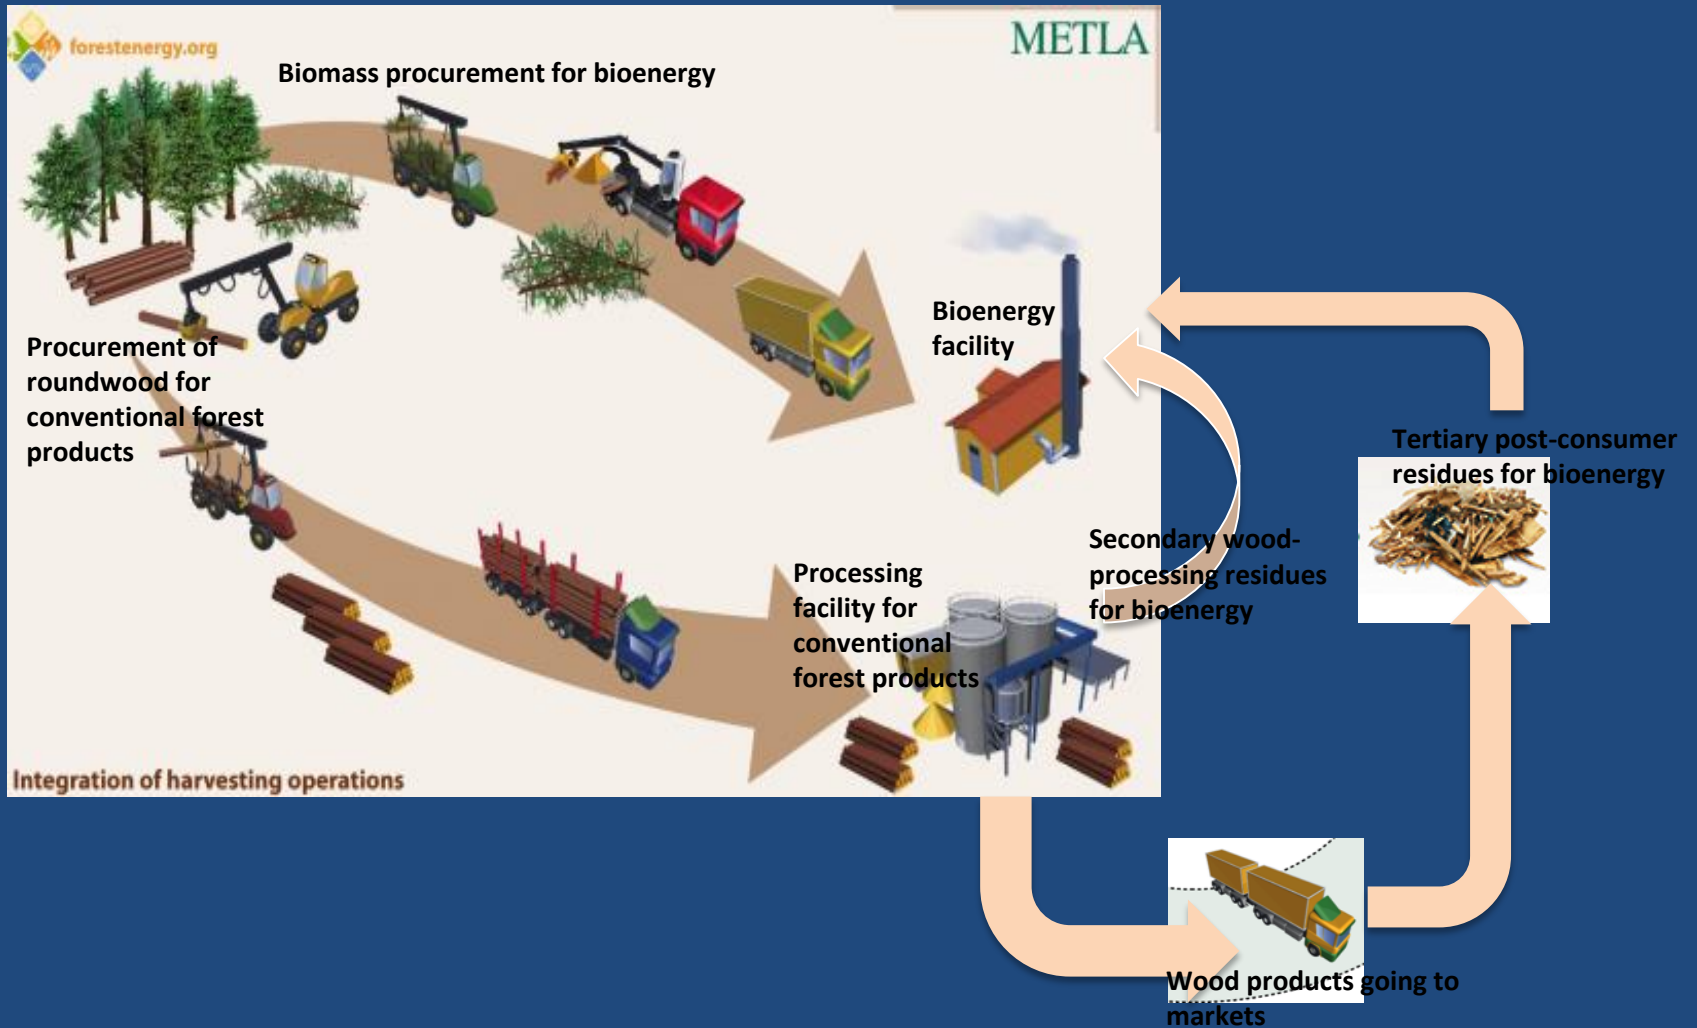 forestenergy.org
METLA
Biomass procurement for bioenergy
Procurement of
roundwood for
conventional forest
products
Bioenergy
facility
Tertiary post-consumer
residues for bioenergy
Secondary wood-
processing residues
for bioenergy
Processing
facility for
conventional
forest products
Integration of harvesting operations
Wood products going to
markets